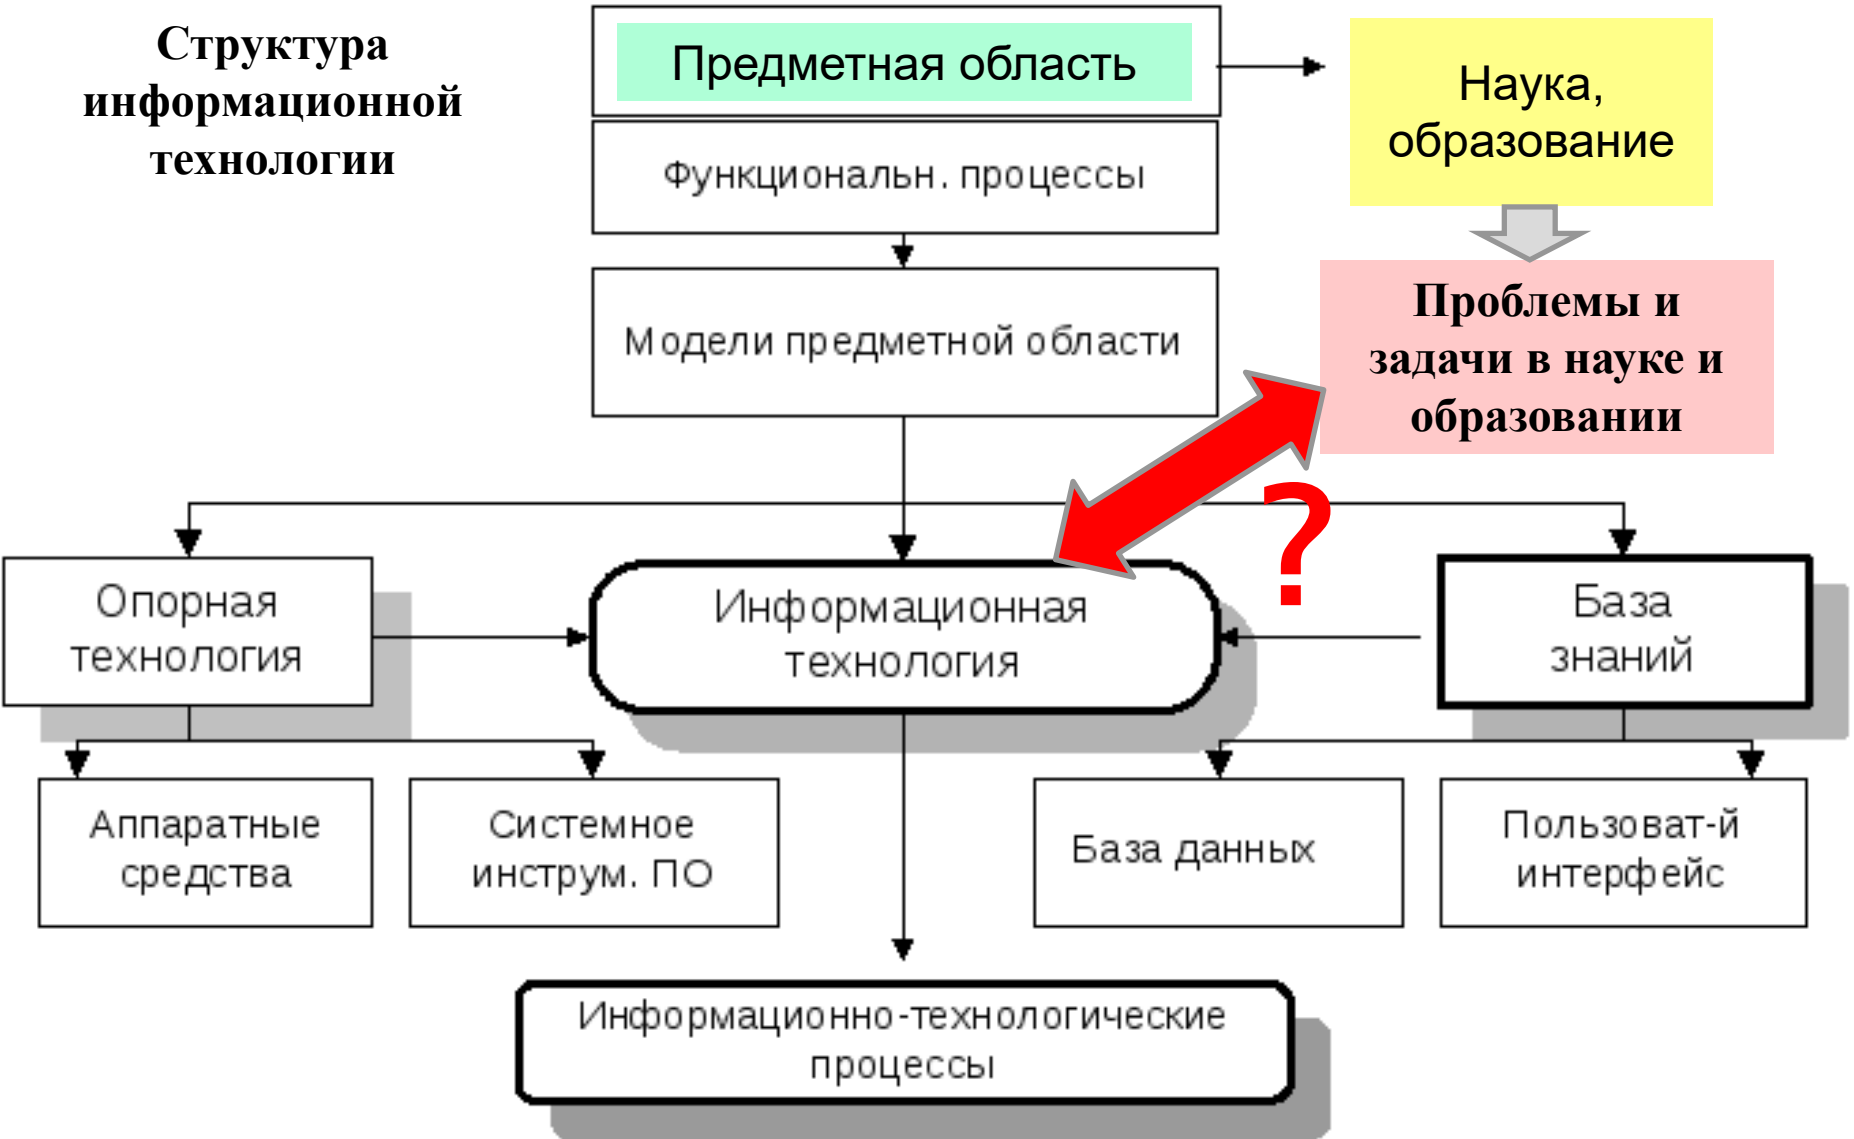 Структура
информационной
технологии
Предметная область
Наука,
образование
Функциональн. процессы
Проблемы и
задачи в науке и
образовании
Модели предметной области
?
Опорная
технология
Информационная
технология
База
знаний
Аппаратные
средства
Системное
инструм. ПО
База данных
Пользоват-й
интерфейс
Информационно-технологические
процессы